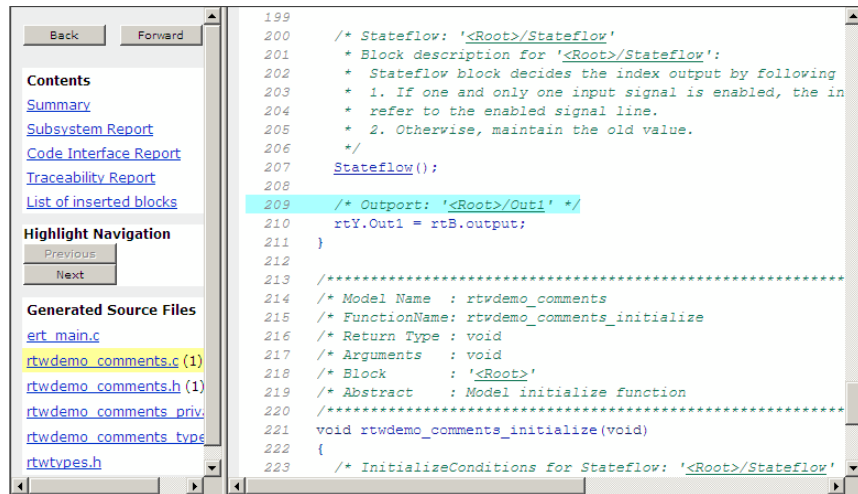 Back
Forward
Contents
Summary
Subsystem Report
Code Interface Report
Traceability Report
List of inserted blocks
Highlight Navigation
Previous
Next
Generated Source Files
ert_main.c
rtwdemo_comments.c (1)
rtwdemo_comments.h (1)
rtwdemo_comments_priv
rtwdemo_comments_type
rtwtypes.h
199
200 /* Stateflow: '<Root>/Stateflow'
201 * Block description for '<Root>/Stateflow':
202 * Stateflow block decides the index output by following
203 * 1. If one and only one input signal is enabled, the in
204 * refer to the enabled signal line.
205 * 2. Otherwise, maintain the old value.
206 */
207 Stateflow();
208
209 /* Outport: '<Root>/Out1' */
210 rtY.Out1 = rtB.output;
211 }
212
213 /************************************************************
214 /* Model Name : rtwdemo_comments
215 /* FunctionName: rtwdemo_comments_initialize
216 /* Return Type : void
217 /* Arguments : void
218 /* Block : '<Root>'
219 /* Abstract : Model initialize function
220 /************************************************************
221 void rtwdemo_comments_initialize(void)
222 {
223 /* InitializeConditions for Stateflow: '<Root>/Stateflow'